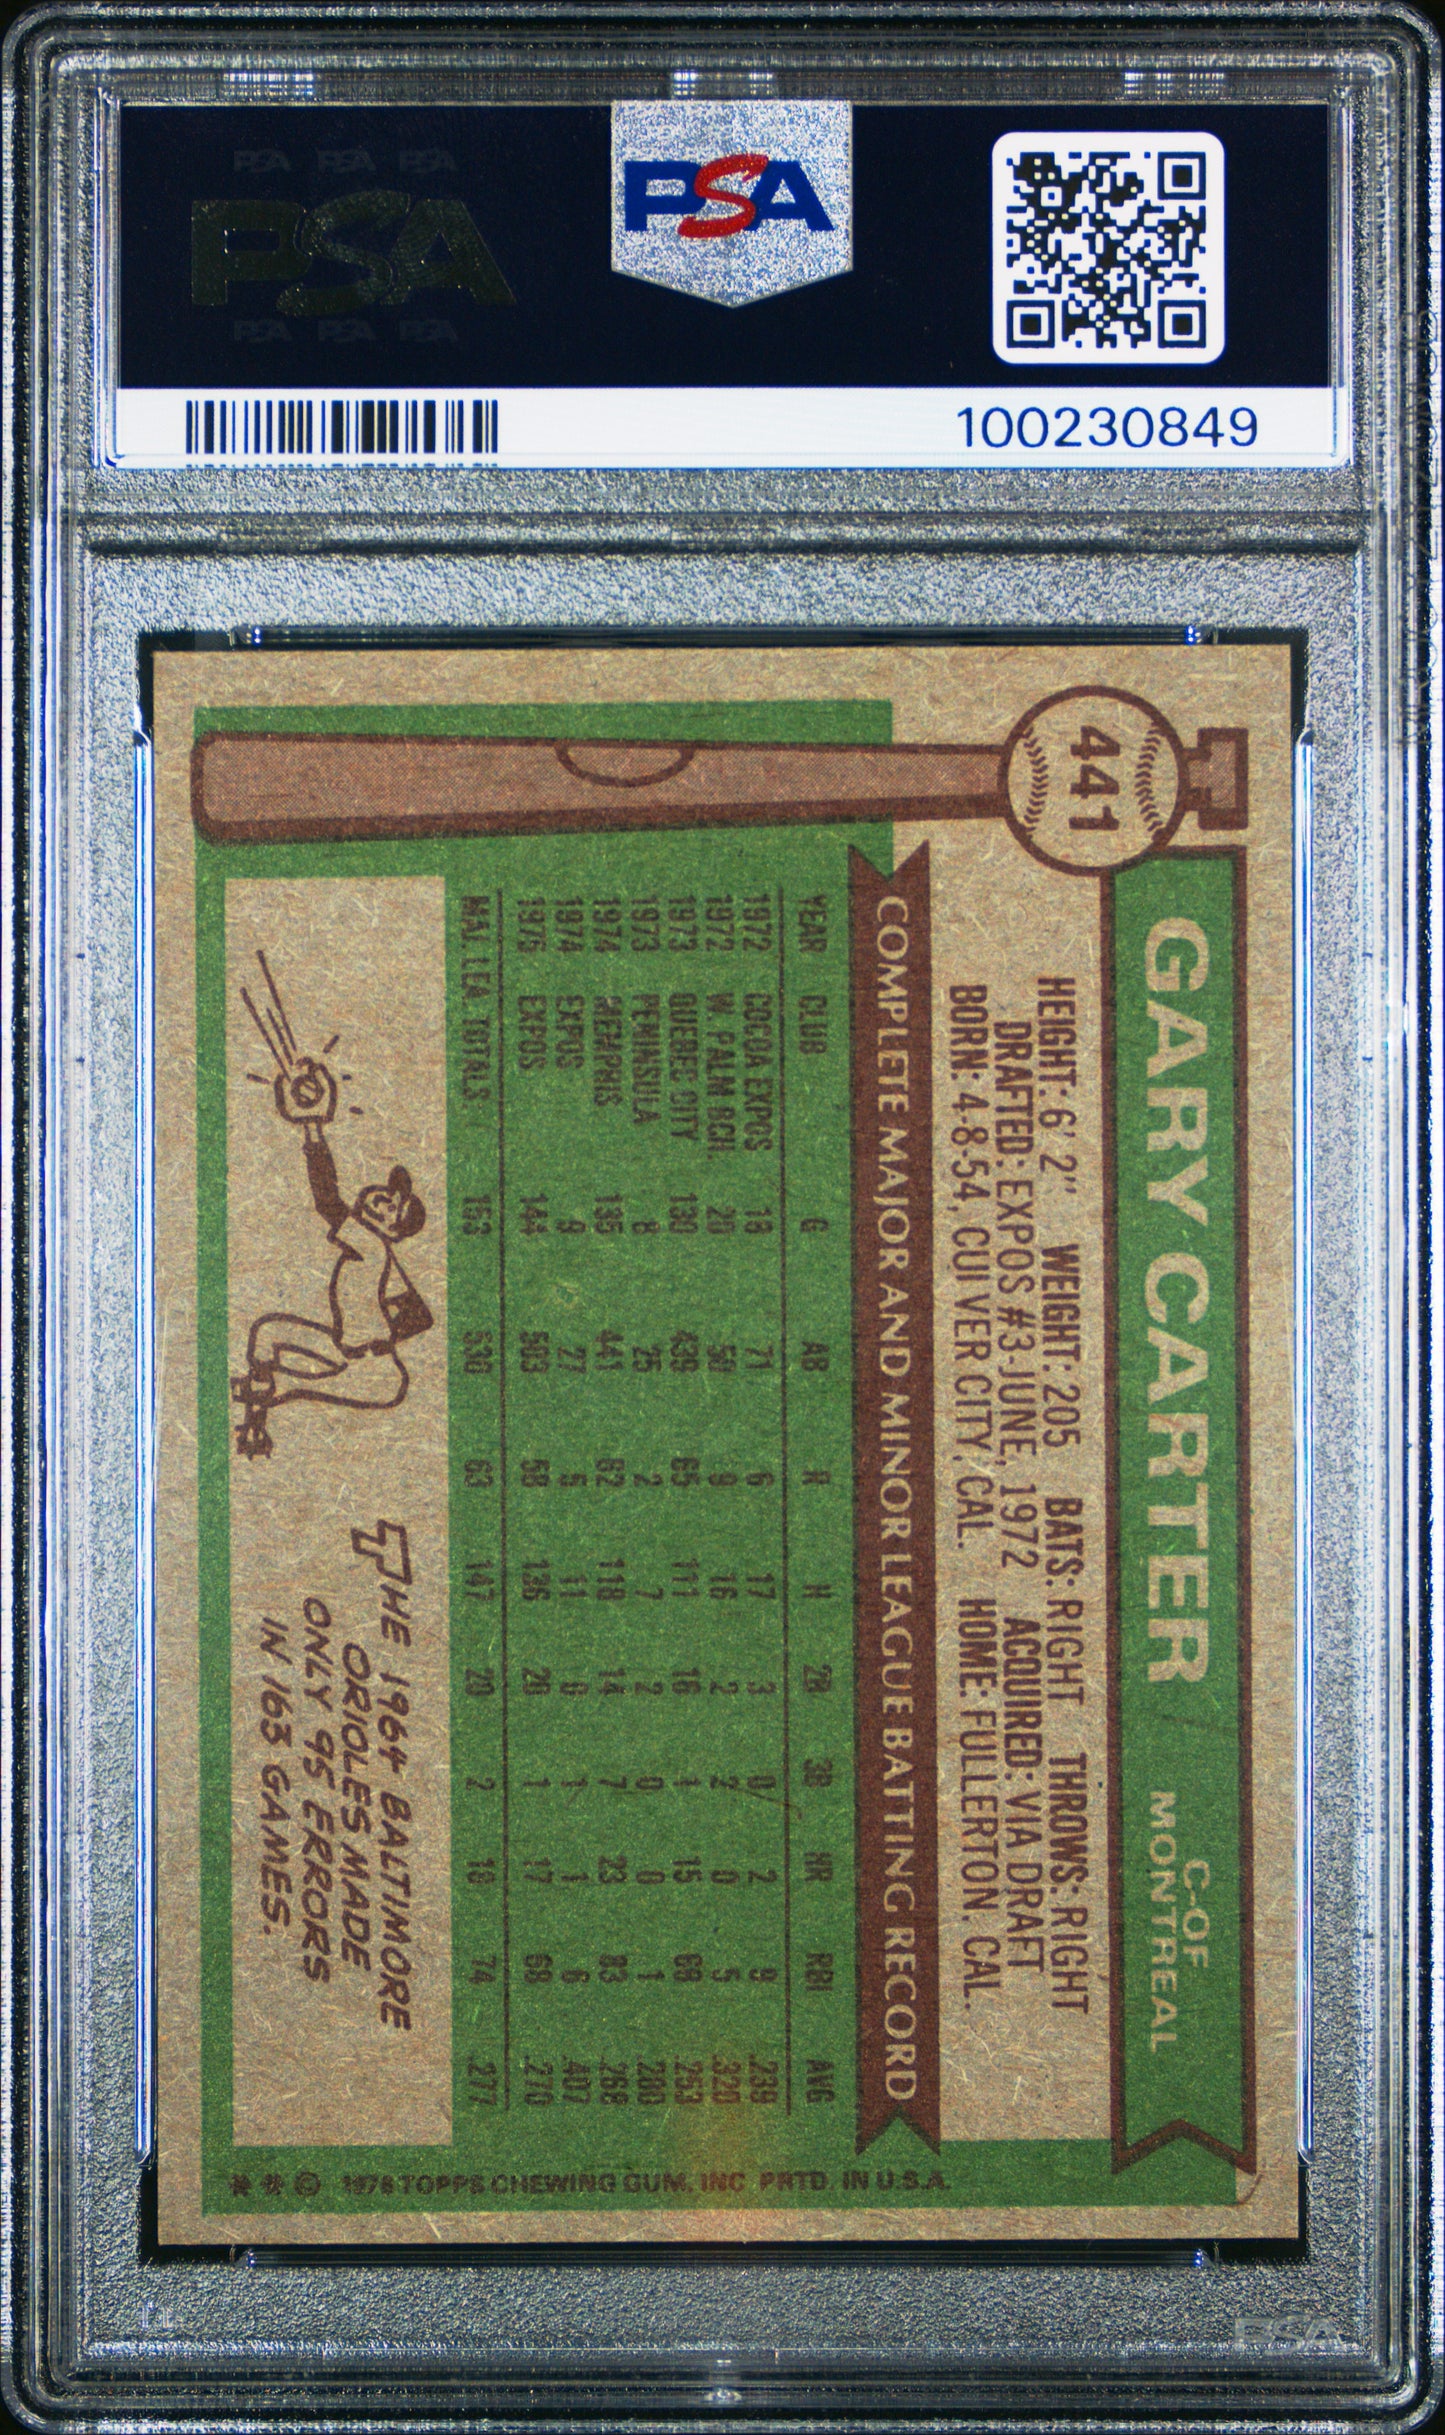 PSA PSA PSA
PSA
PSA PSA PSA
PSA
100230849
441
GARY CARTER
C-OF
MONTREAL
HEIGHT: 6' 2" WEIGHT: 205 BATS: RIGHT THROWS: RIGHT
DRAFTED: EXPOS #3-JUNE, 1972 ACQUIRED: VIA DRAFT
BORN: 4-8-54, CULVER CITY, CAL. HOME: FULLERTON. CAL.
COMPLETE MAJOR AND MINOR LEAGUE BATTING RECORD
YEAR CLUB G AB R H 2B 3B HR RBI AVG
1972 COCOA EXPOS 18 71 6 17 3 0 2 9 .239
1972 W. PALM BCH. 20 50 9 16 2 2 0 5 .320
1973 QUEBEC CITY 130 439 65 111 16 1 15 68 .253
1973 PENINSULA 8 25 2 7 2 0 0 1 .280
1974 MEMPHIS 135 441 62 118 14 7 23 83 .268
1974 EXPOS 9 27 5 11 0 1 1 6 .407
1975 EXPOS 144 503 58 136 20 1 17 68 .270
MAJ. LEA. TOTALS 153 530 63 147 20 2 18 74 .277
THE 1964 BALTIMORE
ORIOLES MADE
ONLY 95 ERRORS
IN 163 GAMES.
* * © 1976 TOPPS CHEWING GUM, INC PRTD. IN U.S.A.
PSA